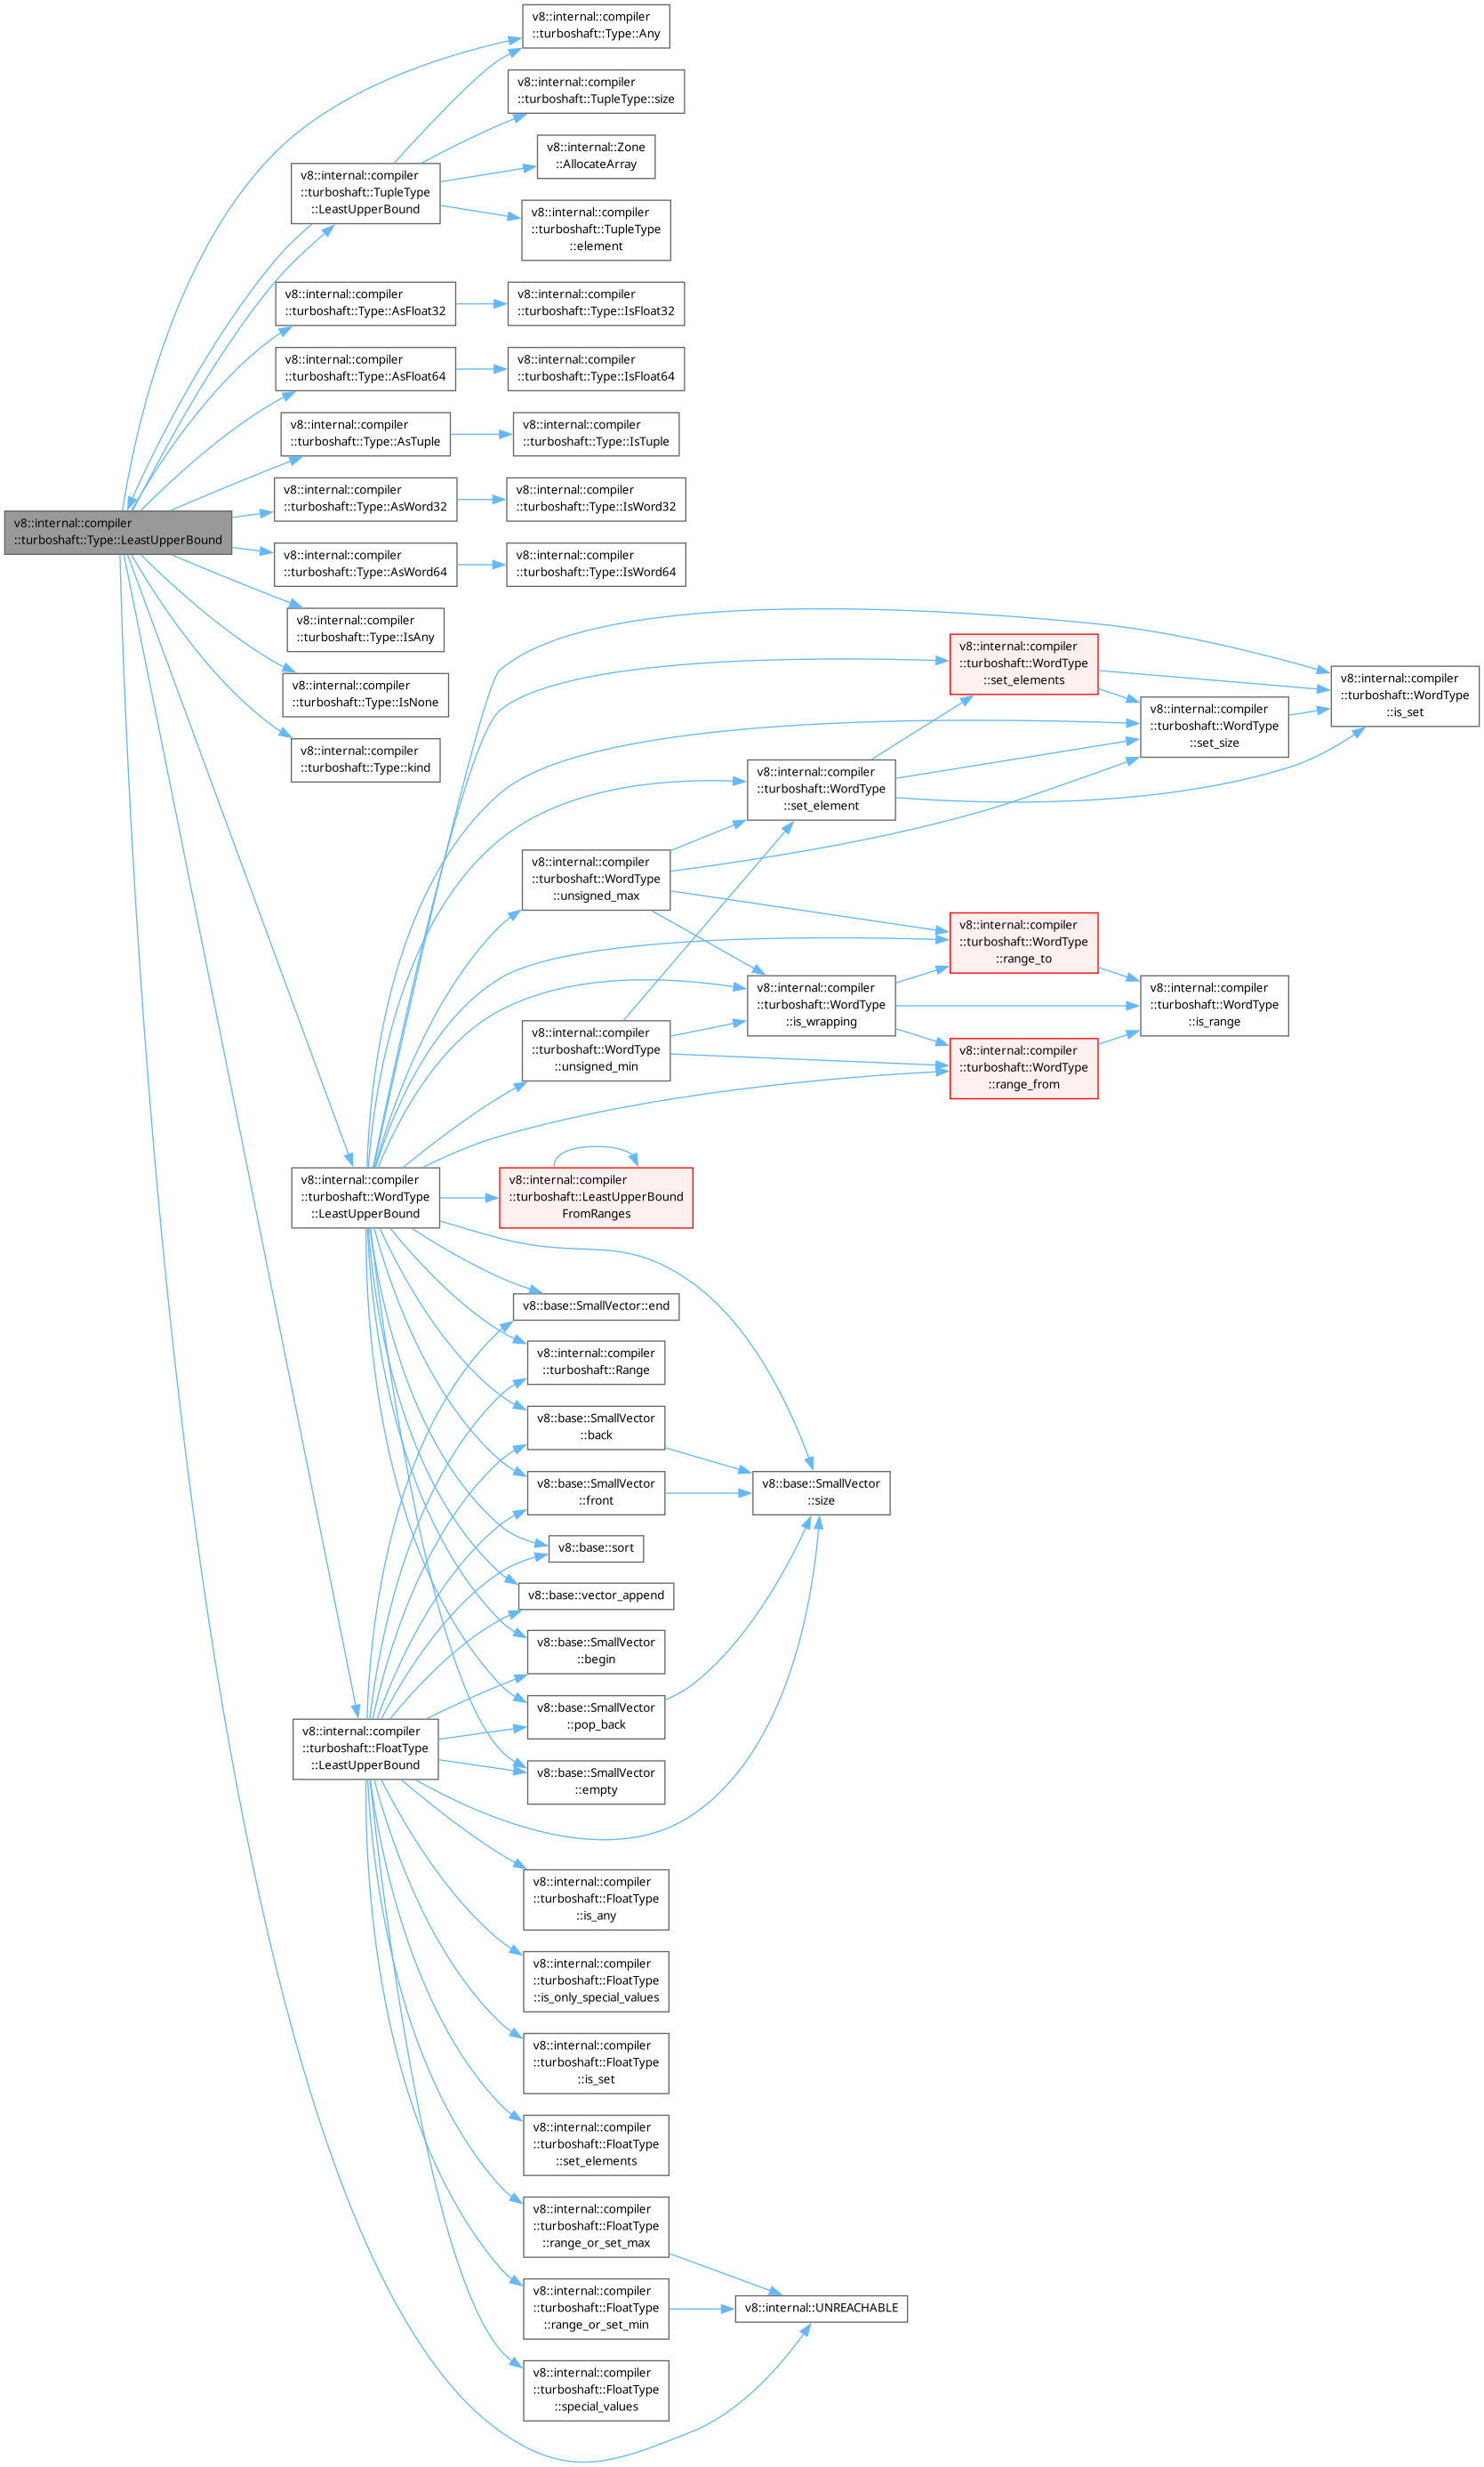 v8::internal::compiler
::turboshaft::Type::LeastUpperBound
v8::internal::compiler
::turboshaft::Type::Any
v8::internal::compiler
::turboshaft::TupleType
::LeastUpperBound
v8::internal::compiler
::turboshaft::TupleType::size
v8::internal::Zone
::AllocateArray
v8::internal::compiler
::turboshaft::TupleType
::element
v8::internal::compiler
::turboshaft::Type::AsFloat32
v8::internal::compiler
::turboshaft::Type::IsFloat32
v8::internal::compiler
::turboshaft::Type::AsFloat64
v8::internal::compiler
::turboshaft::Type::IsFloat64
v8::internal::compiler
::turboshaft::Type::AsTuple
v8::internal::compiler
::turboshaft::Type::IsTuple
v8::internal::compiler
::turboshaft::Type::AsWord32
v8::internal::compiler
::turboshaft::Type::IsWord32
v8::internal::compiler
::turboshaft::Type::AsWord64
v8::internal::compiler
::turboshaft::Type::IsWord64
v8::internal::compiler
::turboshaft::Type::IsAny
v8::internal::compiler
::turboshaft::Type::IsNone
v8::internal::compiler
::turboshaft::Type::kind
v8::internal::compiler
::turboshaft::WordType
::set_elements
v8::internal::compiler
::turboshaft::WordType
::is_set
v8::internal::compiler
::turboshaft::WordType
::set_size
v8::internal::compiler
::turboshaft::WordType
::set_element
v8::internal::compiler
::turboshaft::WordType
::unsigned_max
v8::internal::compiler
::turboshaft::WordType
::range_to
v8::internal::compiler
::turboshaft::WordType
::is_wrapping
v8::internal::compiler
::turboshaft::WordType
::is_range
v8::internal::compiler
::turboshaft::WordType
::unsigned_min
v8::internal::compiler
::turboshaft::WordType
::range_from
v8::internal::compiler
::turboshaft::WordType
::LeastUpperBound
v8::internal::compiler
::turboshaft::LeastUpperBound
FromRanges
v8::base::SmallVector::end
v8::internal::compiler
::turboshaft::Range
v8::base::SmallVector
::back
v8::base::SmallVector
::front
v8::base::SmallVector
::size
v8::base::sort
v8::base::vector_append
v8::base::SmallVector
::begin
v8::base::SmallVector
::pop_back
v8::internal::compiler
::turboshaft::FloatType
::LeastUpperBound
v8::base::SmallVector
::empty
v8::internal::compiler
::turboshaft::FloatType
::is_any
v8::internal::compiler
::turboshaft::FloatType
::is_only_special_values
v8::internal::compiler
::turboshaft::FloatType
::is_set
v8::internal::compiler
::turboshaft::FloatType
::set_elements
v8::internal::compiler
::turboshaft::FloatType
::range_or_set_max
v8::internal::compiler
::turboshaft::FloatType
::range_or_set_min
v8::internal::UNREACHABLE
v8::internal::compiler
::turboshaft::FloatType
::special_values